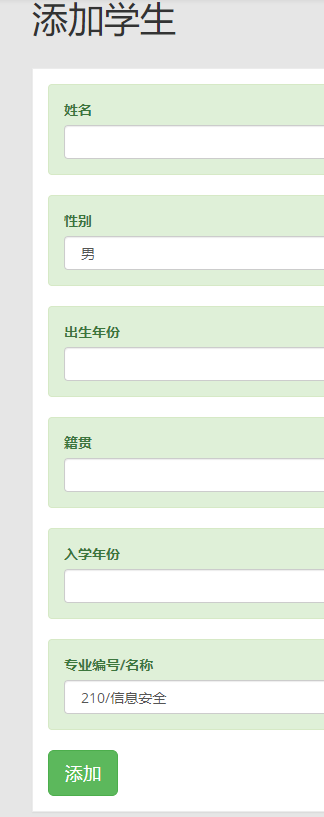 添加学生
姓名
性别
男
出生年份
籍贯
入学年份
专业编号/名称
210/信息安全
添加